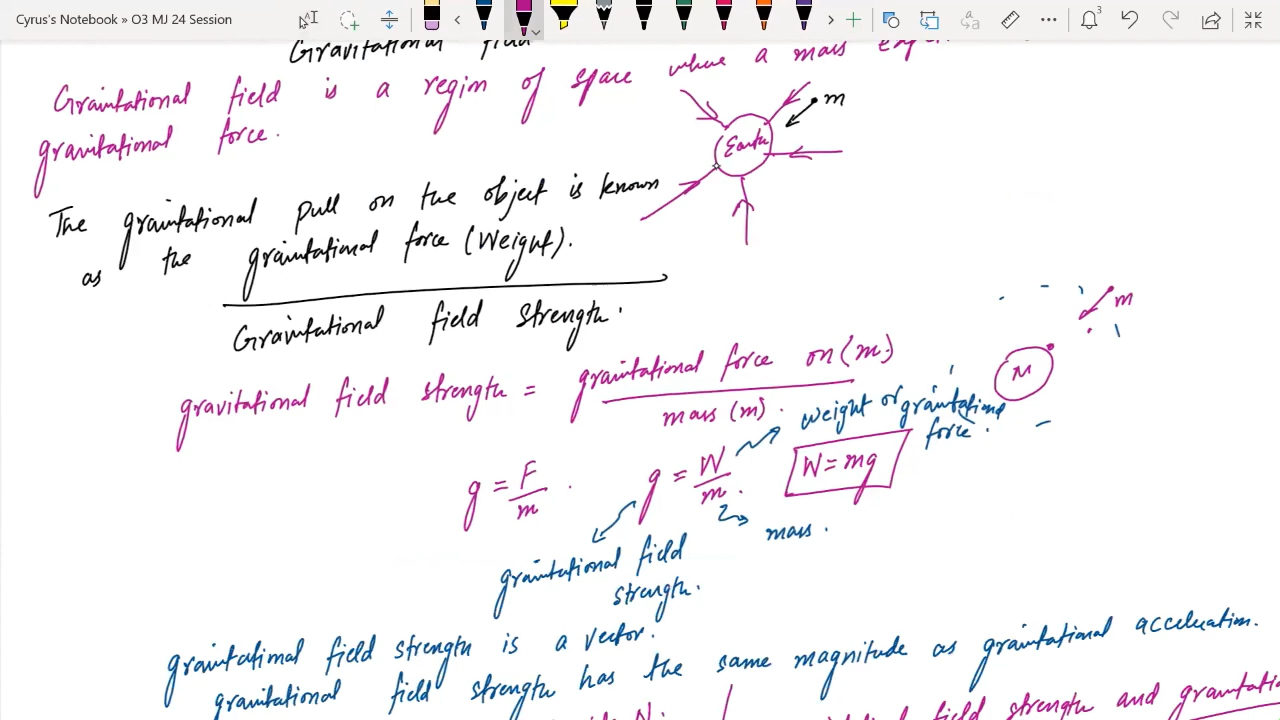 Cyrus's Notebook » O3 MJ 24 Session
3
Gravitational field
Gravitational field is a region of space where a mass
gravitational force.
Earth
m
The gravitational pull on the object is known
as the gravitational force (Weight).
Gravitational field strength.
m
M
gravitational field strength = gravitational force on (m)
mass (m).
weight or gravitational
force.
g = F/m . g = W/m . W = mg
mass.
gravitational field
strength.
gravitational field strength is a vector.
gravitational field strength has the same magnitude as gravitational acceleration.
N.
field strength and